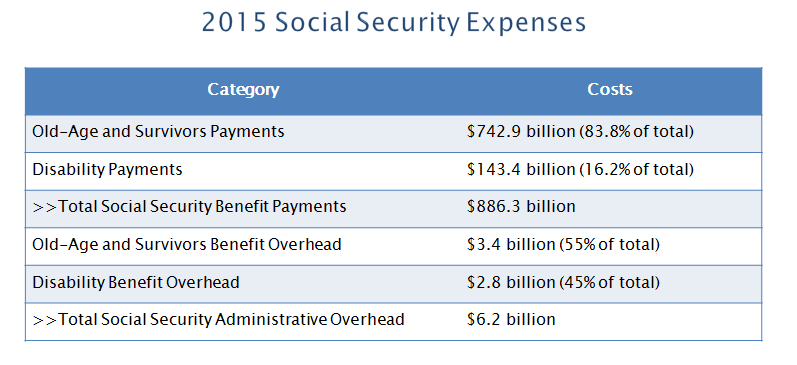 2015 Social Security Expenses
Category Costs
Old-Age and Survivors Payments $742.9 billion (83.8% of total)
Disability Payments $143.4 billion (16.2% of total)
>>Total Social Security Benefit Payments $886.3 billion
Old-Age and Survivors Benefit Overhead $3.4 billion (55% of total)
Disability Benefit Overhead $2.8 billion (45% of total)
>>Total Social Security Administrative Overhead $6.2 billion